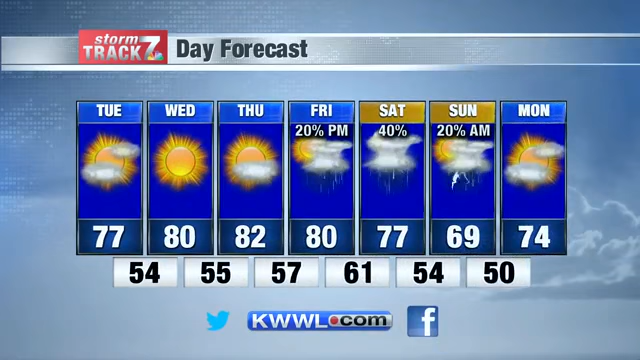 storm
TRACK 7 Day Forecast
TUE WED THU FRI SAT SUN MON
20% PM 40% 20% AM
77 80 82 80 77 69 74
54 55 57 61 54 50
KWWL.com f